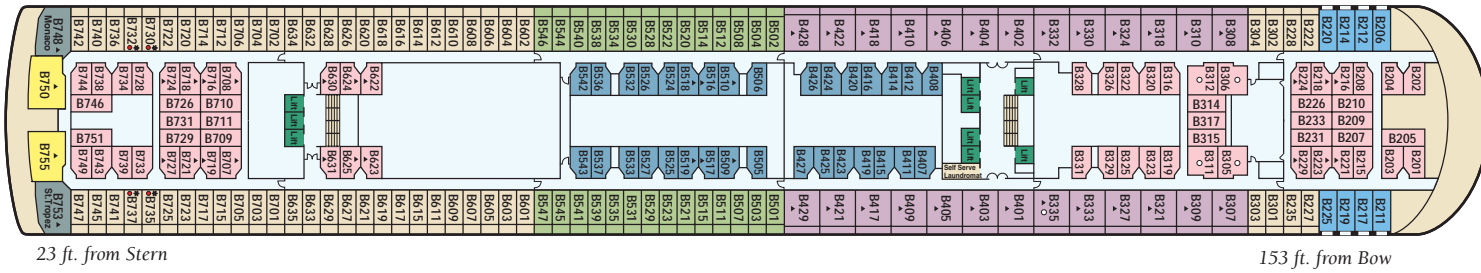 B748 Monaco B742 B740 B736 B732 B730 B722 B720 B714 B712 B706 B704 B702 B634 B632 B628 B626 B620 B618 B616 B614 B612 B610 B608 B606 B604 B602 B546 B544 B540 B538 B534 B530 B528 B522 B520 B514 B512 B508 B504 B502 B428 B422 B418 B410 B406 B404 B402 B332 B330 B324 B318 B310 B308 B304 B302 B228 B222 B220 B214 B212 B206
B750 B744 B738 B734 B728 B724 B718 B716 B708 B630 B624 B622 B542 B536 B532 B526 B524 B518 B516 B510 B506 B426 B424 B420 B416 B414 B412 B408 Lift Lift B328 B326 B322 B320 B316 B312 B306 B224 B218 B216 B208 B204 B202
B746 B726 B710 Lift Lift B314 B226 B210
B731 B711 Lift B317 B233 B209
B751 B729 B709 Lift Lift B315 B231 B207 B205
B755 B749 B743 B739 B733 B727 B721 B719 B707 B631 B625 B623 B543 B537 B533 B527 B525 B519 B517 B509 B505 B427 B425 B423 B419 B415 B411 B407 Lift Lift Lift B331 B329 B325 B323 B319 B311 B305 B229 B223 B221 B215 B203 B201
Self Serve
Laundromat
B753 St.Tropez B747 B745 B741 B737 B735 B725 B723 B717 B715 B705 B703 B701 B635 B633 B629 B627 B621 B619 B617 B615 B611 B609 B607 B605 B603 B601 B547 B545 B541 B539 B535 B531 B529 B523 B521 B515 B511 B507 B503 B501 B429 B421 B417 B409 B405 B403 B401 B335 B333 B327 B321 B309 B307 B303 B301 B235 B227 B225 B219 B217 B211
23 ft. from Stern 153 ft. from Bow